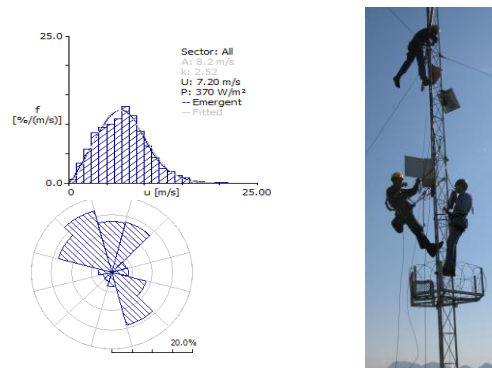 25.0
Sector: All
A: 8.2 m/s
k: 2.52
U: 7.20 m/s
P: 370 W/m²
-- Emergent
-- Fitted
f
[%/(m/s)]
0.0
0
u [m/s]
25.00
20.0%